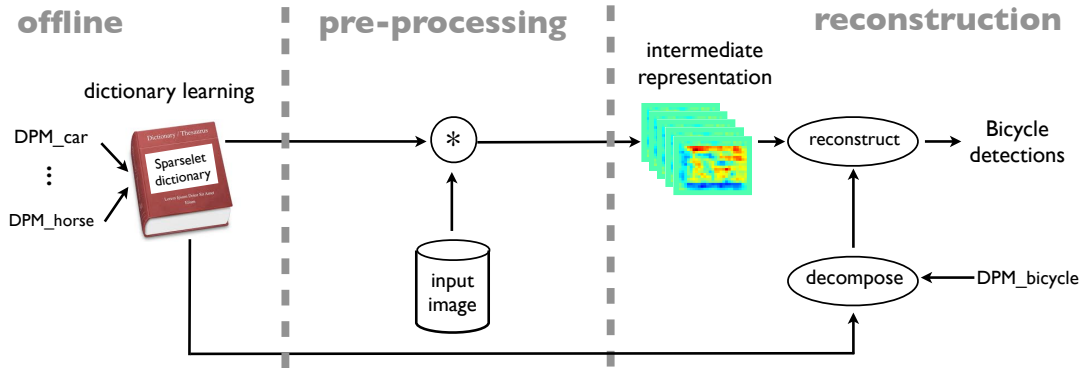 offline
pre-processing
reconstruction
dictionary learning
intermediate
representation
DPM_car
...
DPM_horse
Dictionary / Thesaurus
Sparselet
dictionary
*
reconstruct
Bicycle
detections
input
image
decompose
DPM_bicycle